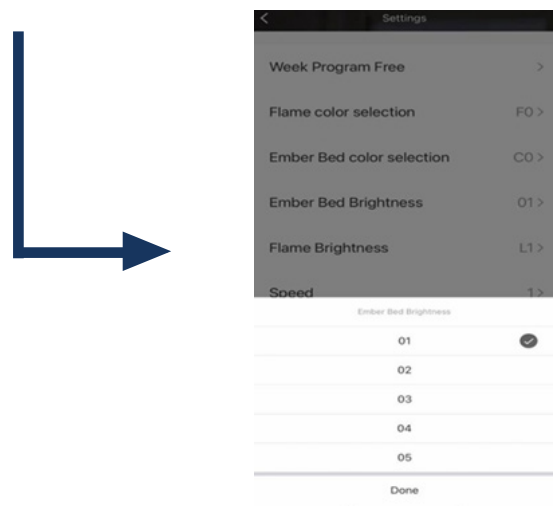 Settings
Week Program Free >
Flame color selection F0 >
Ember Bed color selection C0 >
Ember Bed Brightness 01 >
Flame Brightness L1 >
Speed 1 >
Ember Bed Brightness
01
02
03
04
05
Done